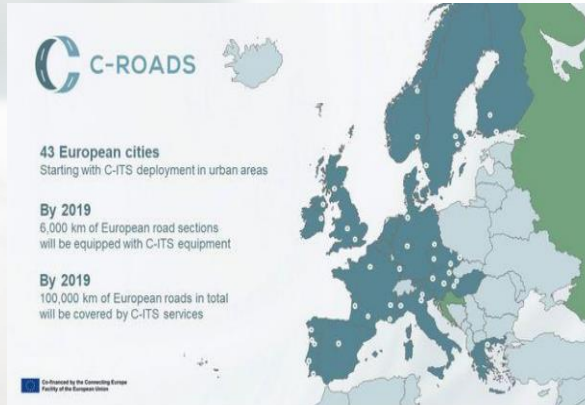 C-ROADS
43 European cities
Starting with C-ITS deployment in urban areas
By 2019
6,000 km of European road sections
will be equipped with C-ITS equipment
By 2019
100,000 km of European roads in total
will be covered by C-ITS services
Co-financed by the Connecting Europe
Facility of the European Union